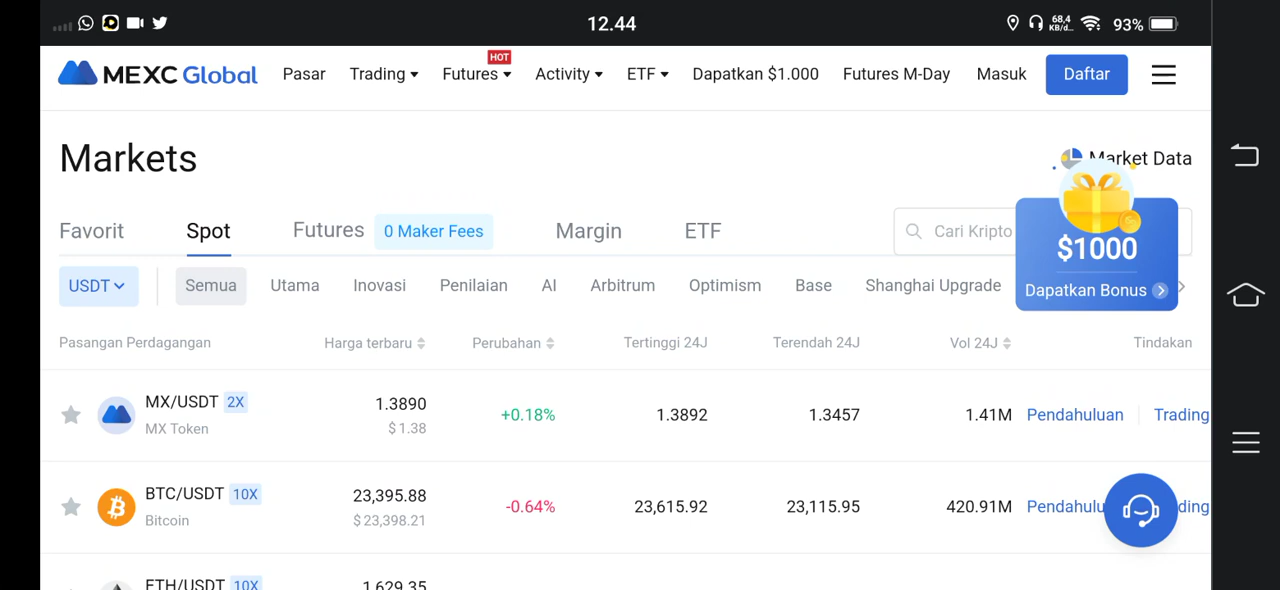 12.44
68,4
KB/d...
93%
MEXC Global
Pasar
Trading
HOT
Futures
Activity
ETF
Dapatkan $1.000
Futures M-Day
Masuk
Daftar
Markets
Market Data
Favorit
Spot
Futures
0 Maker Fees
Margin
ETF
Cari Kripto
$1000
Dapatkan Bonus
USDT
Semua
Utama
Inovasi
Penilaian
AI
Arbitrum
Optimism
Base
Shanghai Upgrade
Pasangan Perdagangan
Harga terbaru
Perubahan
Tertinggi 24J
Terendah 24J
Vol 24J
Tindakan
MX/USDT 2X
MX Token
1.3890
$ 1.38
+0.18%
1.3892
1.3457
1.41M
Pendahuluan
Trading
BTC/USDT 10X
Bitcoin
23,395.88
$ 23,398.21
-0.64%
23,615.92
23,115.95
420.91M
Pendahulu
ding
ETH/USDT 10X
1,629.35